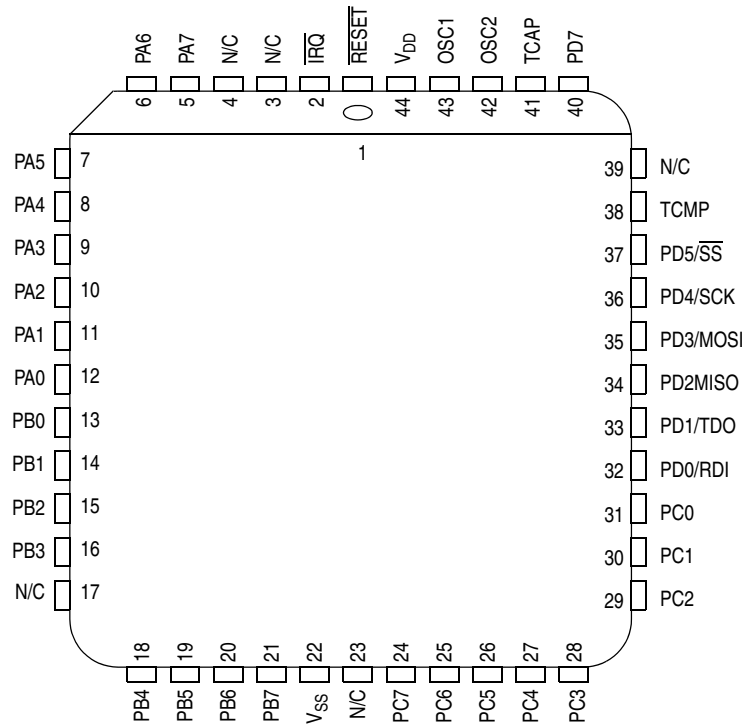 PA6 PA7 N/C N/C IRQ RESET VDD OSC1 OSC2 TCAP PD7
6 5 4 3 2 44 43 42 41 40
1
PA5 7 39 N/C
PA4 8 38 TCMP
PA3 9 37 PD5/SS
PA2 10 36 PD4/SCK
PA1 11 35 PD3/MOSI
PA0 12 34 PD2MISO
PB0 13 33 PD1/TDO
PB1 14 32 PD0/RDI
PB2 15 31 PC0
PB3 16 30 PC1
N/C 17 29 PC2
18 19 20 21 22 23 24 25 26 27 28
PB4 PB5 PB6 PB7 VSS N/C PC7 PC6 PC5 PC4 PC3